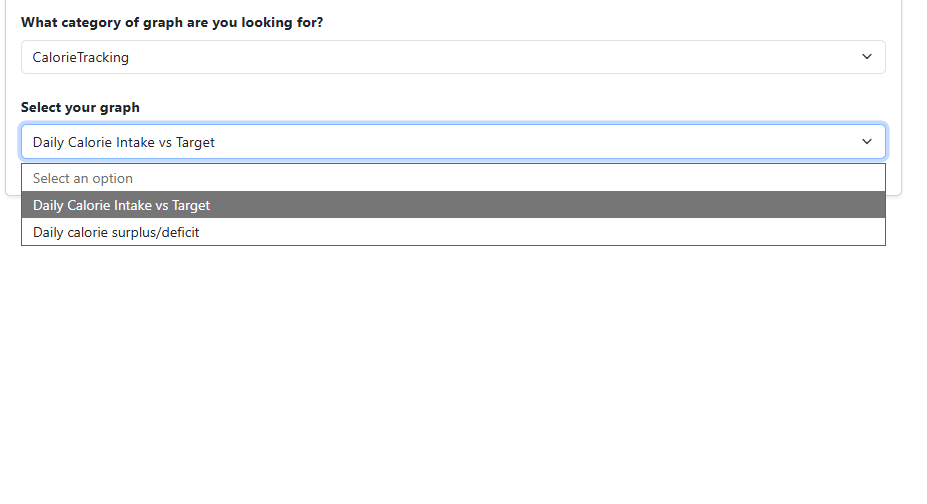 What category of graph are you looking for?
CalorieTracking
Select your graph
Daily Calorie Intake vs Target
Select an option
Daily Calorie Intake vs Target
Daily calorie surplus/deficit